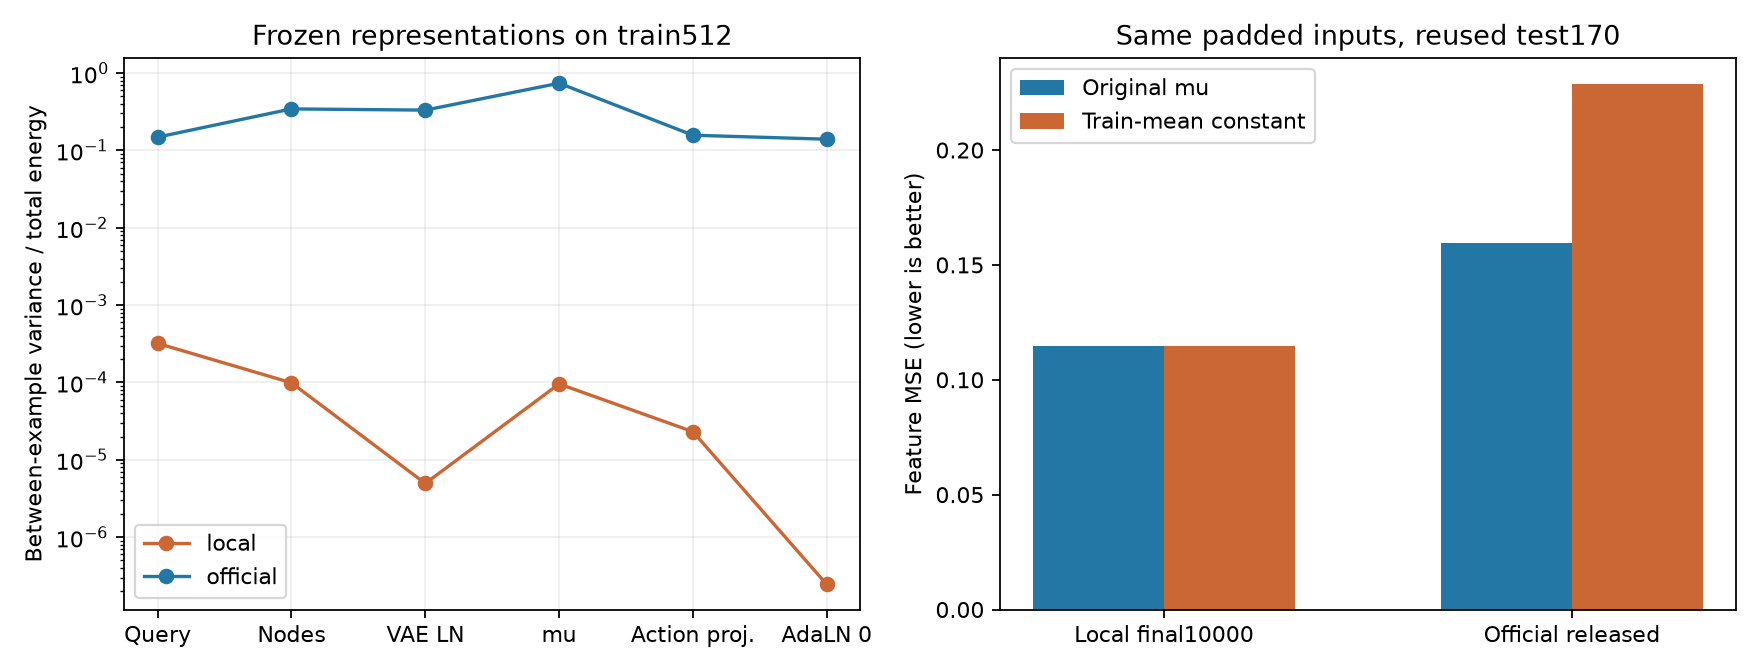 Frozen representations on train512
Between-example variance / total energy
10⁰
10⁻¹
10⁻²
10⁻³
10⁻⁴
10⁻⁵
10⁻⁶
local
official
Query
Nodes
VAE LN
mu
Action proj.
AdaLN 0
Same padded inputs, reused test170
Feature MSE (lower is better)
Original mu
Train-mean constant
0.20
0.15
0.10
0.05
0.00
Local final10000
Official released